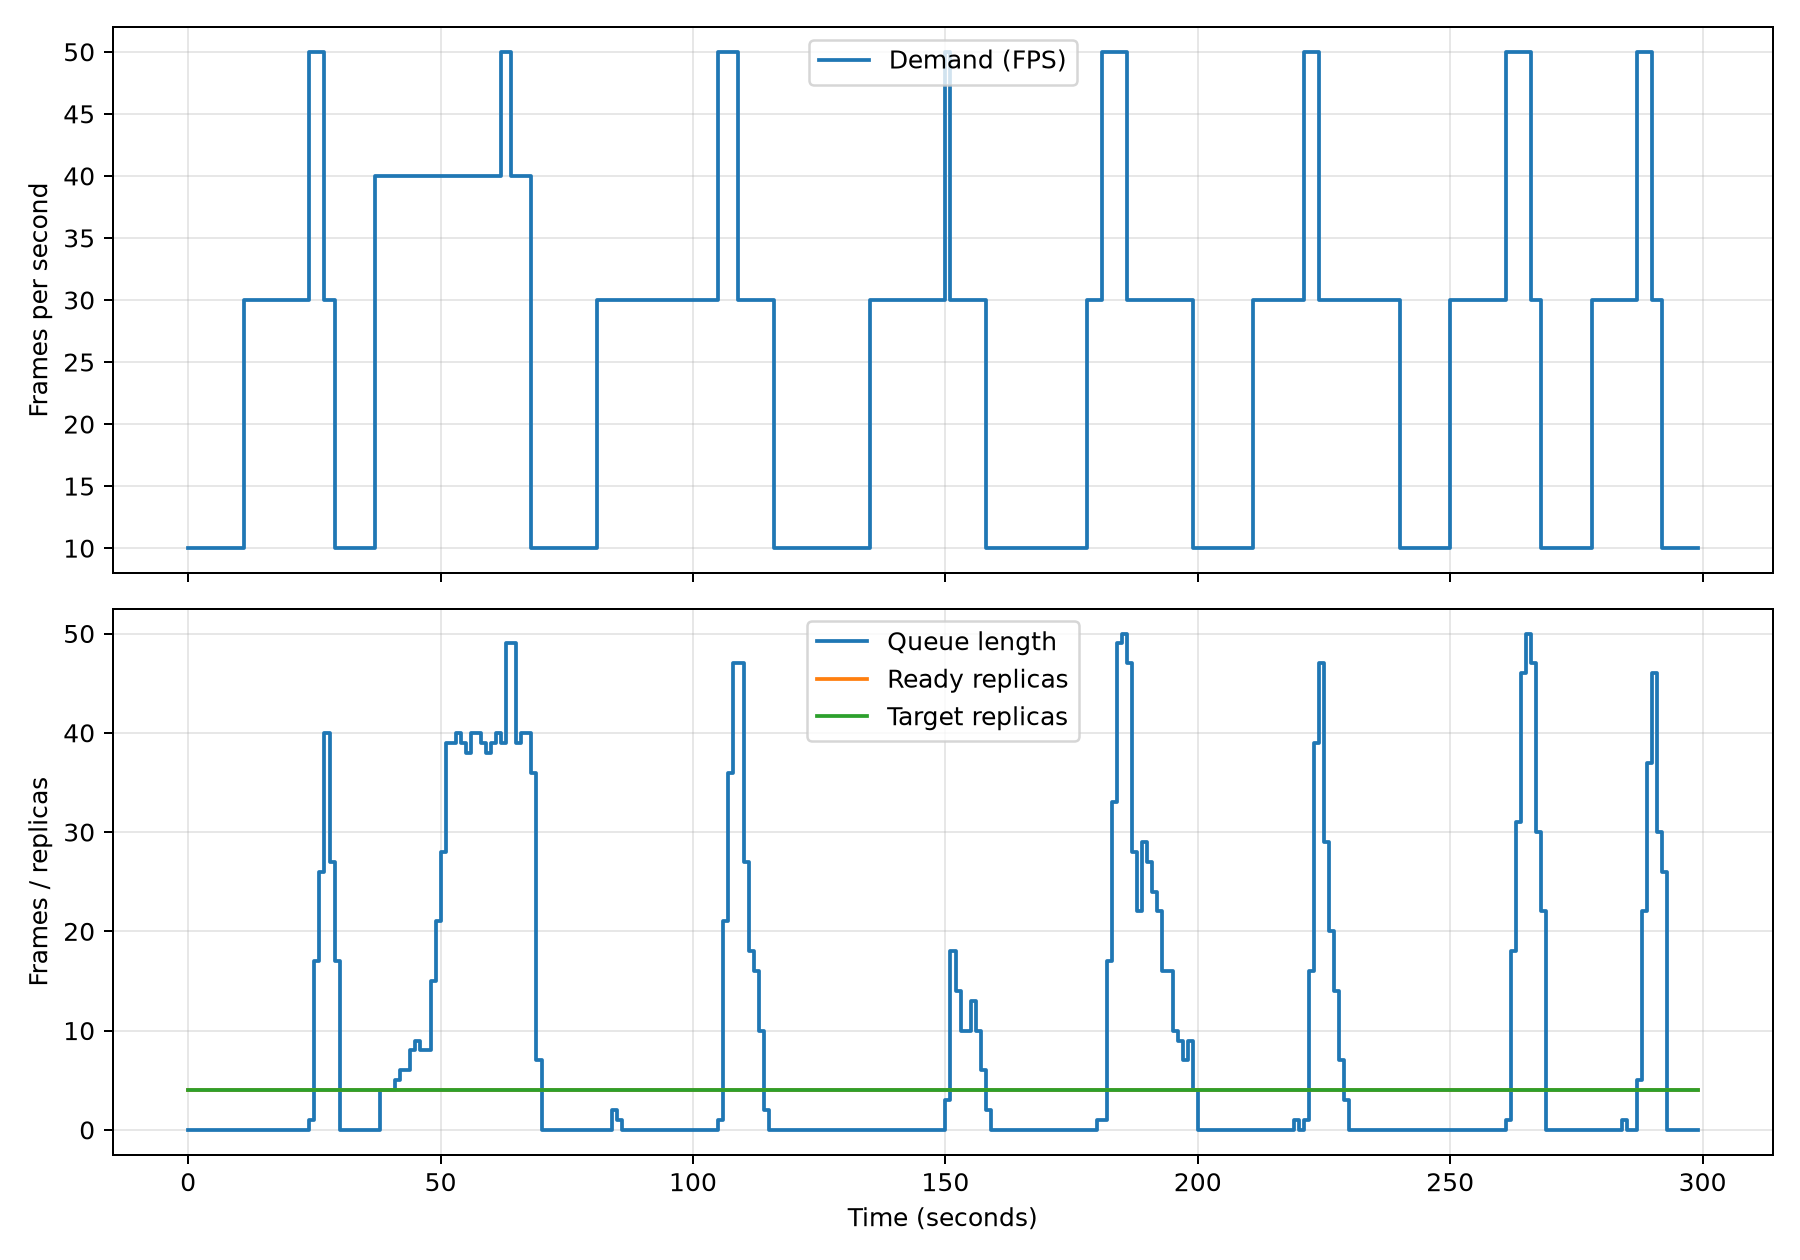 50
45
40
35
30
25
20
15
10
Frames per second
Demand (FPS)
50
40
30
20
10
0
Frames / replicas
Queue length
Ready replicas
Target replicas
0 50 100 150 200 250 300
Time (seconds)